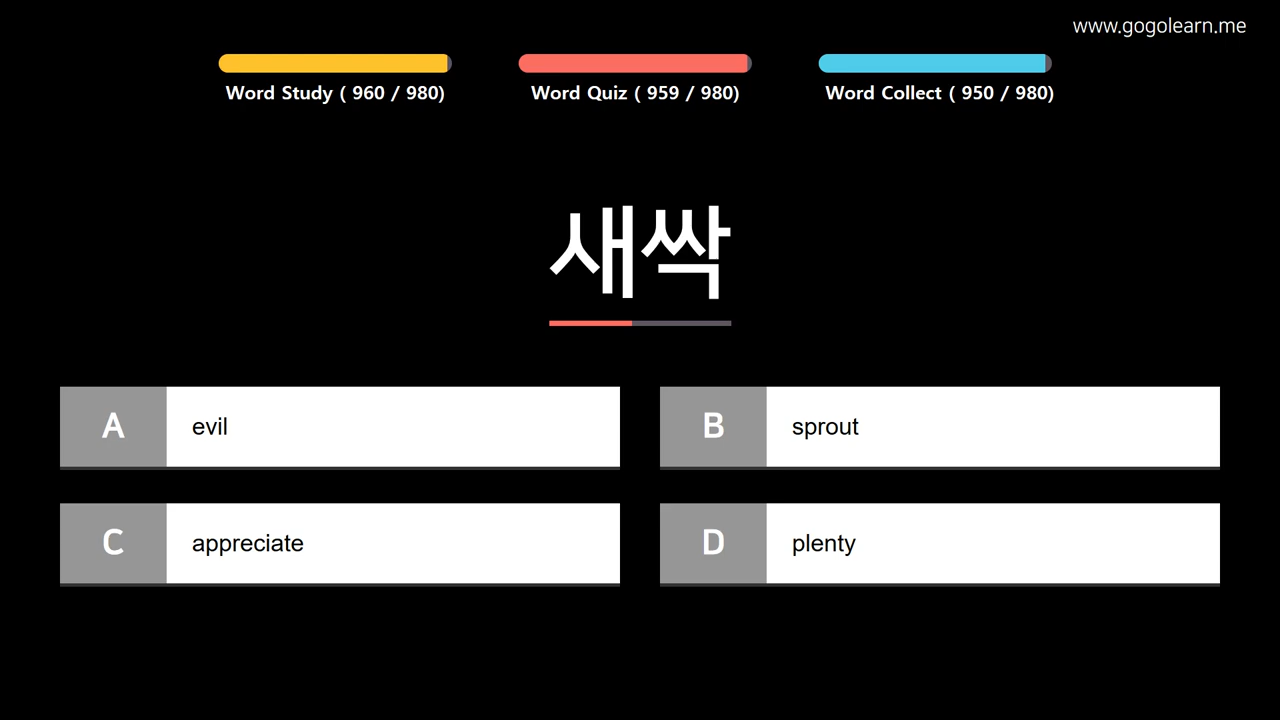 www.gogolearn.me
Word Study ( 960 / 980)
Word Quiz ( 959 / 980)
Word Collect ( 950 / 980)
새싹
A evil
B sprout
C appreciate
D plenty